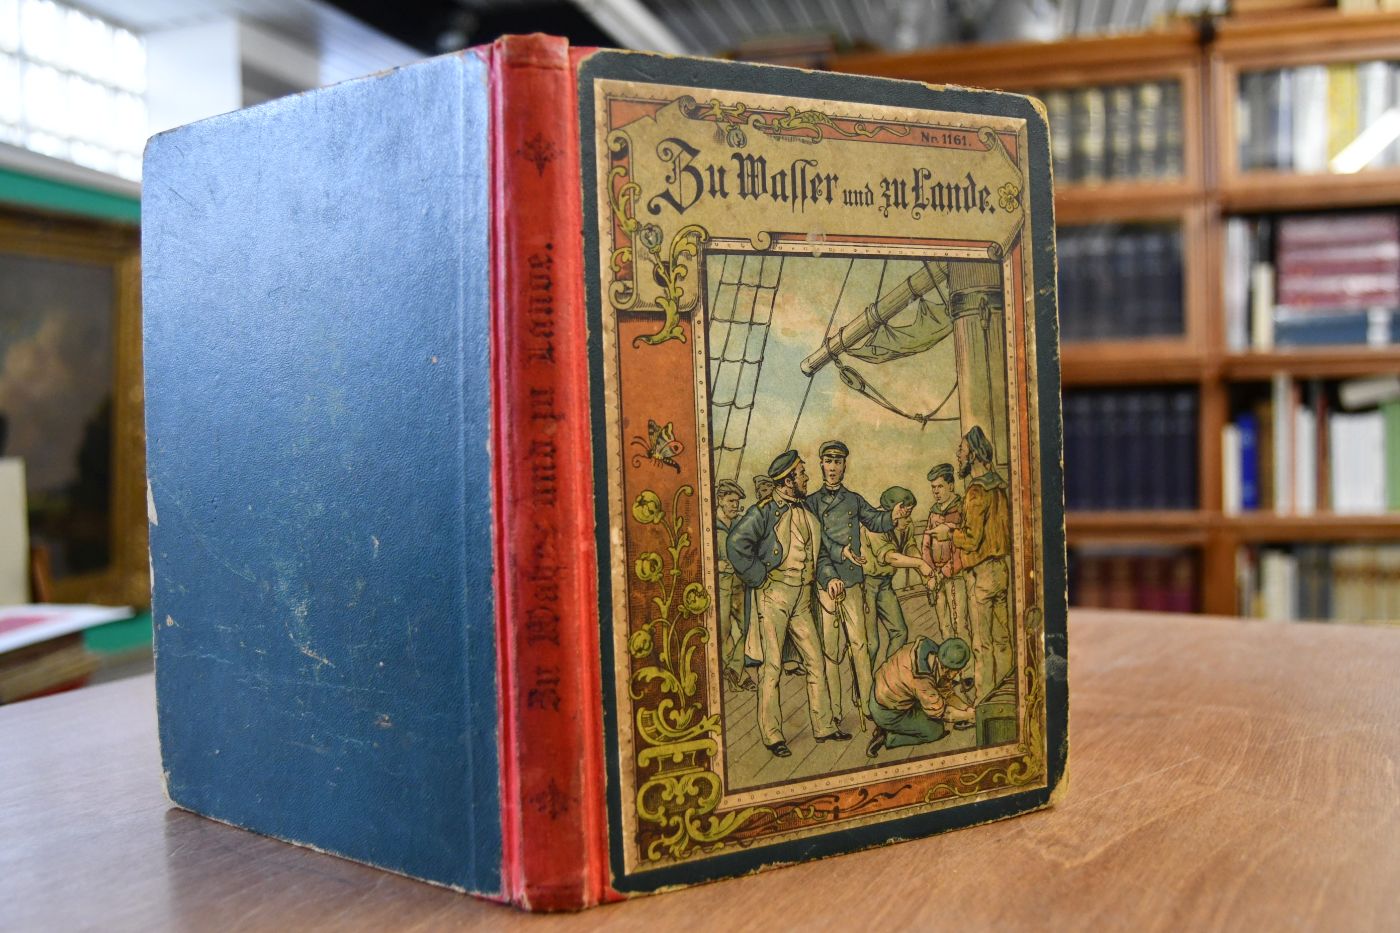 Nr. 1161.
Zu Wasser und zu Lande.
Zu Wasser und zu Lande.